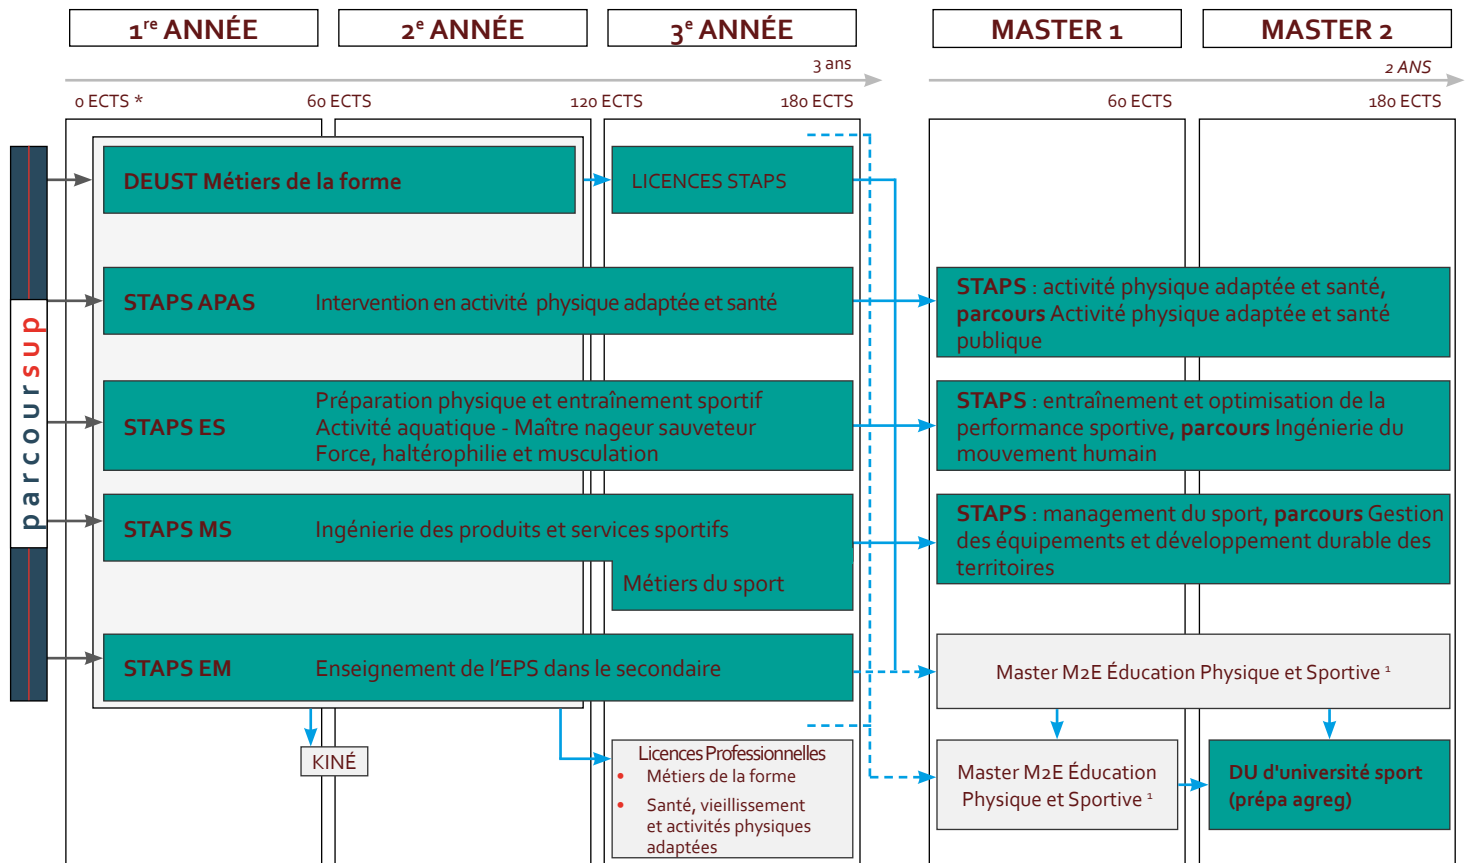 1re ANNÉE
2e ANNÉE
3e ANNÉE
MASTER 1
MASTER 2
3 ans
2 ANS
0 ECTS *
60 ECTS
120 ECTS
180 ECTS
60 ECTS
180 ECTS
parcoursup
DEUST Métiers de la forme
LICENCES STAPS
STAPS APAS
Intervention en activité physique adaptée et santé
STAPS : activité physique adaptée et santé,
parcours Activité physique adaptée et santé
publique
STAPS ES
Préparation physique et entraînement sportif
Activité aquatique - Maître nageur sauveteur
Force, haltérophilie et musculation
STAPS : entraînement et optimisation de la
performance sportive, parcours Ingénierie du
mouvement humain
STAPS MS
Ingénierie des produits et services sportifs
Métiers du sport
STAPS : management du sport, parcours Gestion
des équipements et développement durable des
territoires
STAPS EM
Enseignement de l'EPS dans le secondaire
Master M2E Éducation Physique et Sportive 1
KINÉ
Licences Professionnelles
• Métiers de la forme
• Santé, vieillissement
et activités physiques
adaptées
Master M2E Éducation
Physique et Sportive 1
DU d'université sport
(prépa agreg)